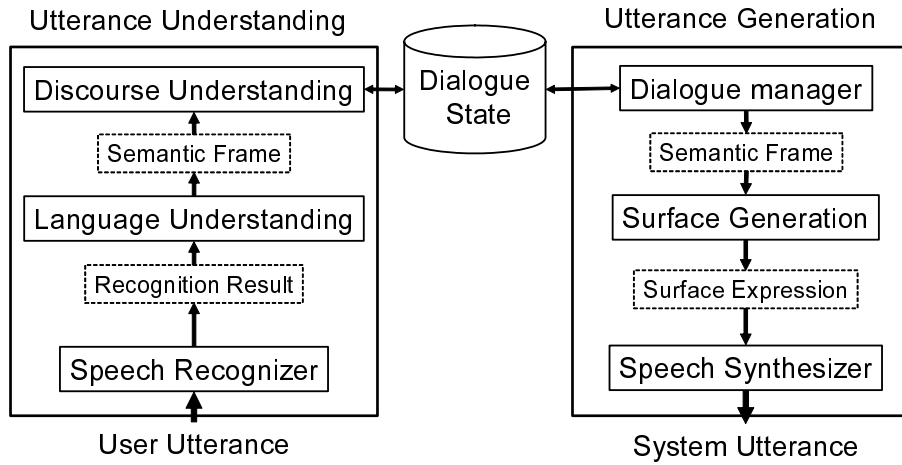 Utterance Understanding
Discourse Understanding
Semantic Frame
Language Understanding
Recognition Result
Speech Recognizer
User Utterance
Dialogue
State
Utterance Generation
Dialogue manager
Semantic Frame
Surface Generation
Surface Expression
Speech Synthesizer
System Utterance